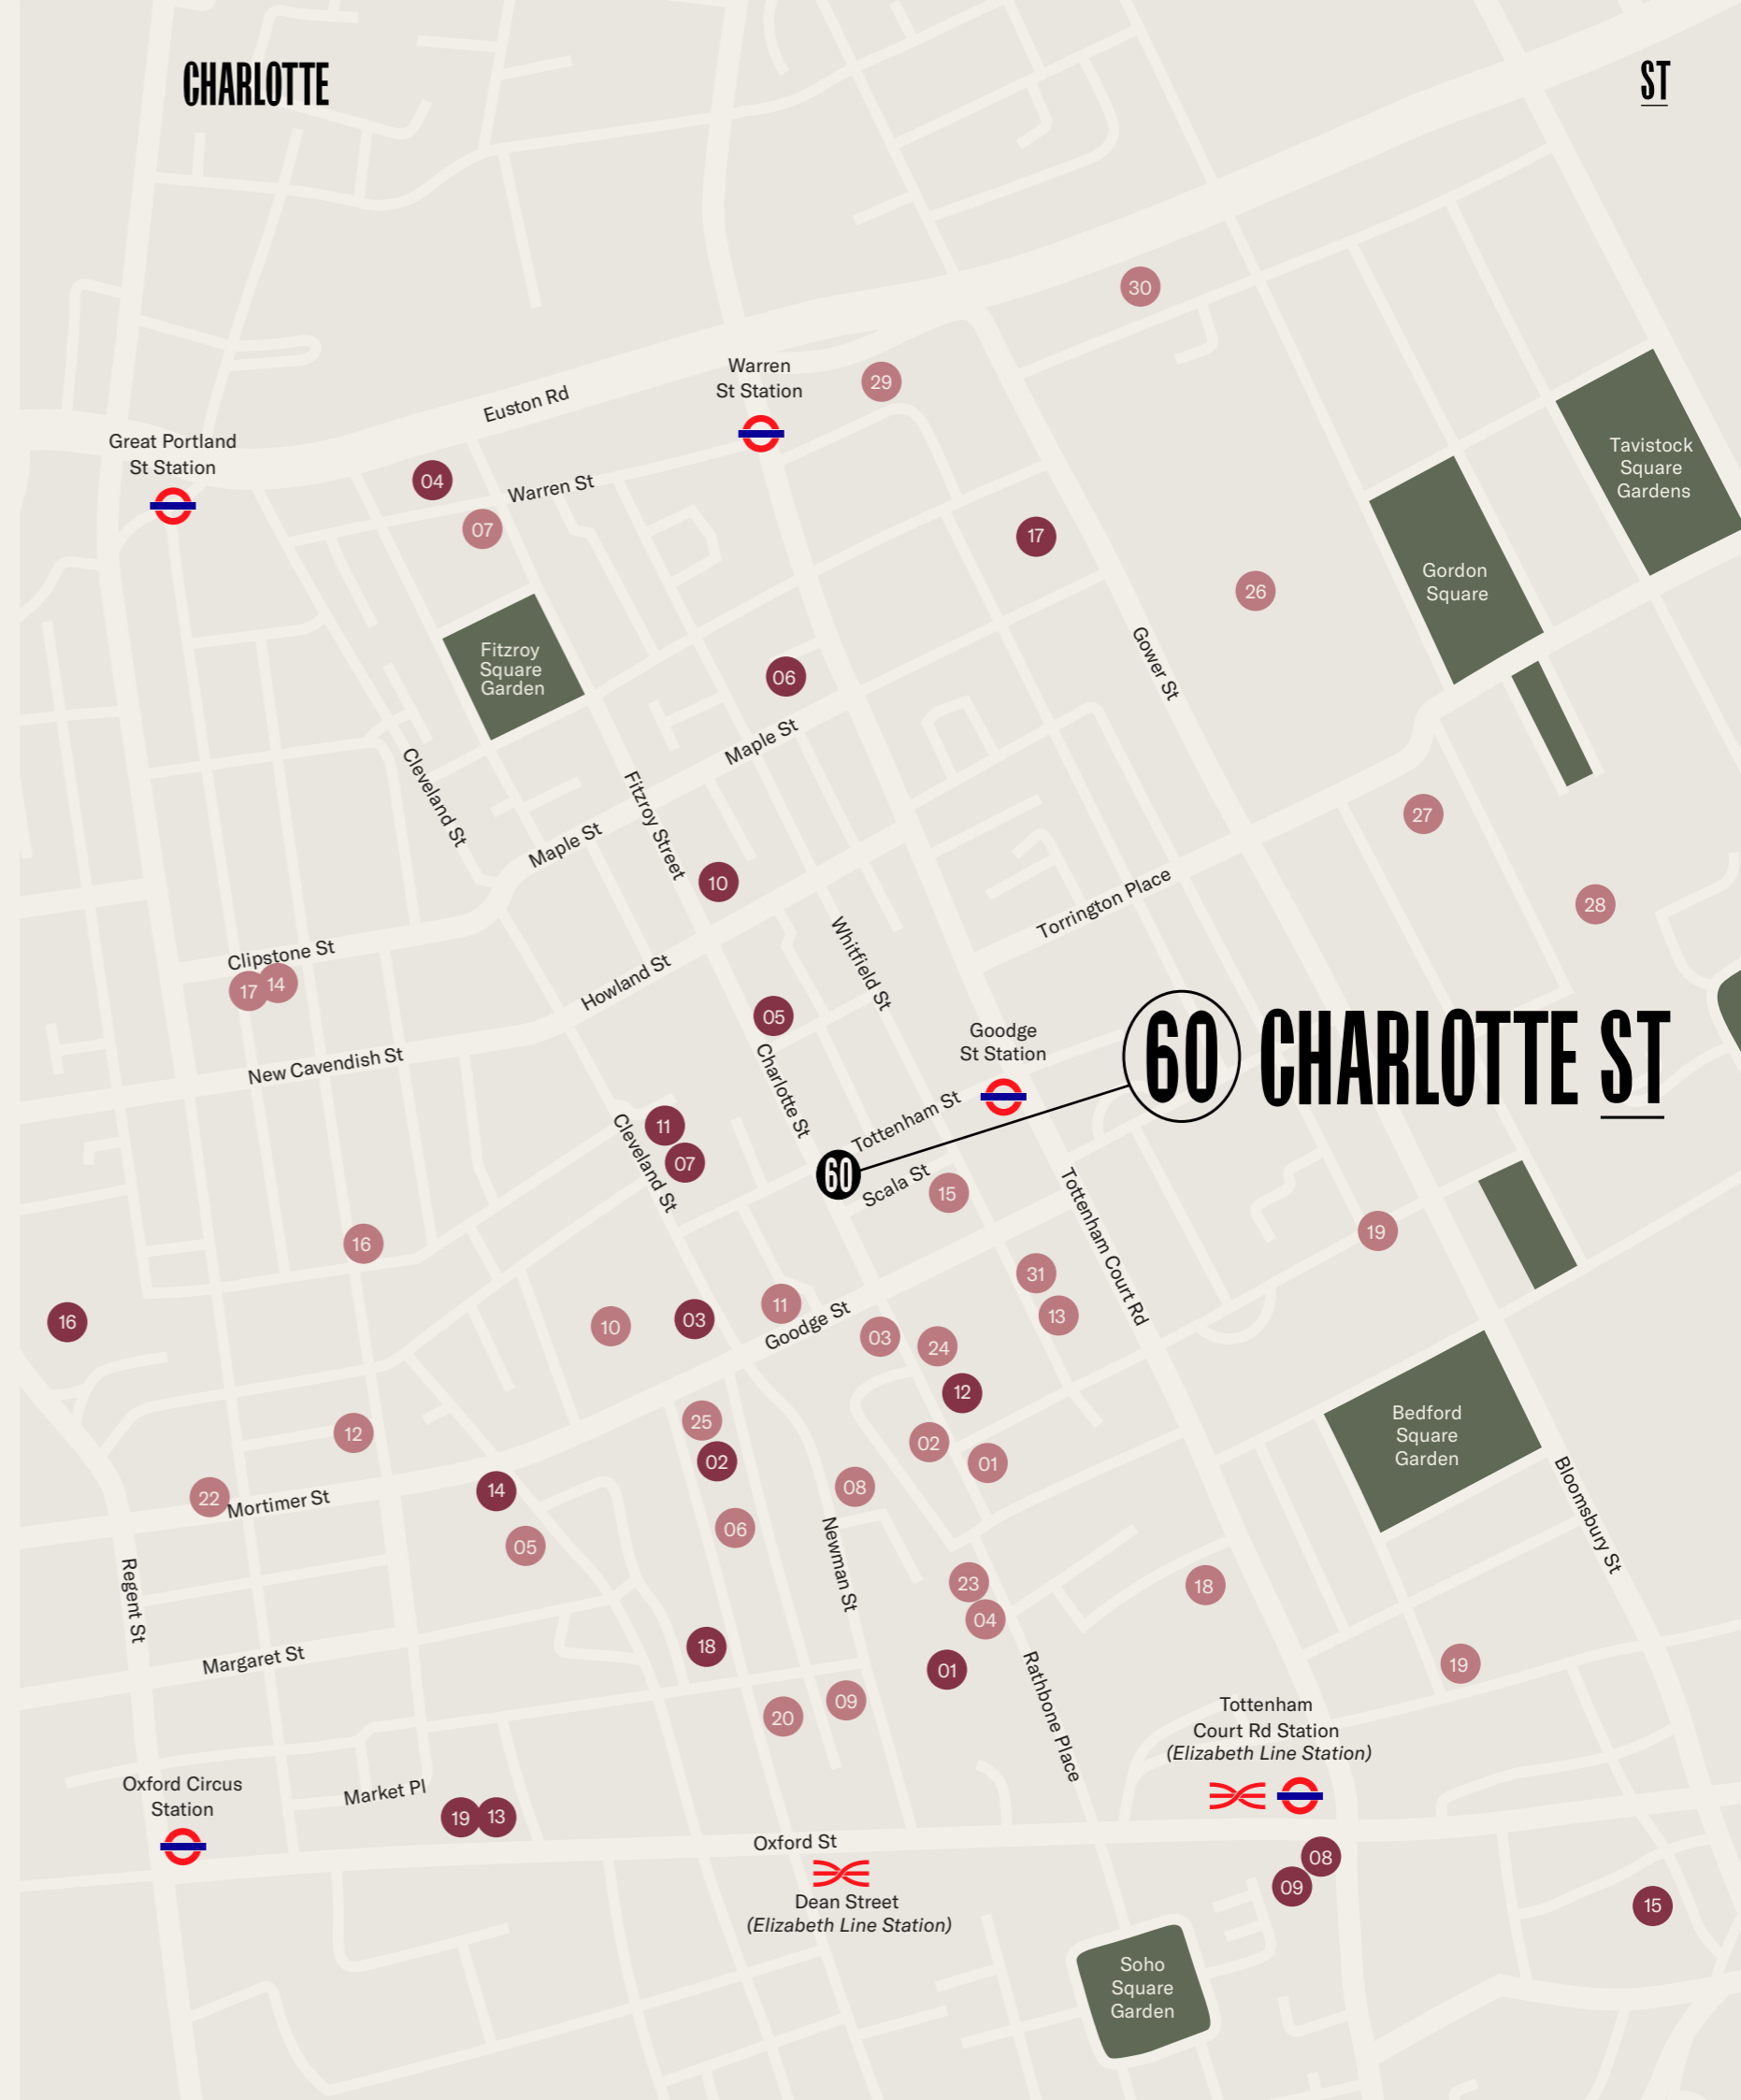 CHARLOTTE
ST
30
Warren
St Station
29
Euston Rd
Great Portland
St Station
Tavistock
Square
Gardens
04
Warren St
07
17
Gordon
Square
26
Fitzroy
Square
Garden
Gower St
06
Maple St
Cleveland St
Fitzroy Street
27
Maple St
10
Torrington Place
28
Whitfield St
Clipstone St
17
14
Howland St
05
Goodge
St Station
60 CHARLOTTE ST
New Cavendish St
Charlotte St
Tottenham St
11
Cleveland St
07
60
Scala St
15
Tottenham Court Rd
16
19
31
16
10
03
11
Goodge St
13
03
24
12
25
02
12
02
01
Bedford
Square
Garden
22
Mortimer St
14
08
Bloomsbury St
05
06
Newman St
Regent St
23
18
04
Margaret St
18
01
Rathbone Place
19
20
09
Tottenham
Court Rd Station
(Elizabeth Line Station)
Oxford Circus
Station
Market Pl
19
13
Oxford St
Dean Street
(Elizabeth Line Station)
08
09
15
Soho
Square
Garden